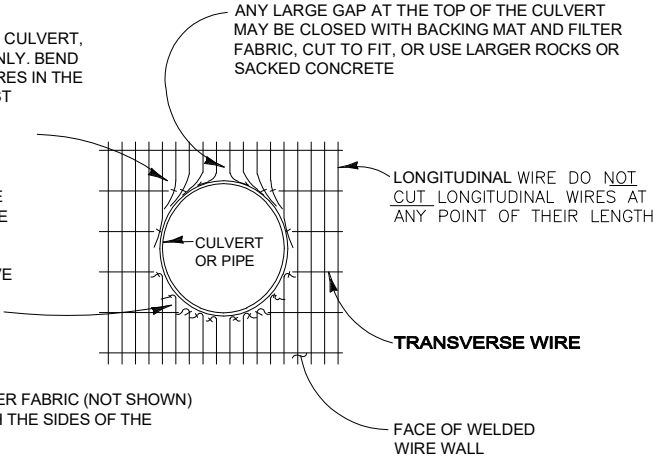 ANY LARGE GAP AT THE TOP OF THE CULVERT
MAY BE CLOSED WITH BACKING MAT AND FILTER
FABRIC, CUT TO FIT, OR USE LARGER ROCKS OR
SACKED CONCRETE
CULVERT,
NLY. BEND
RES IN THE
ST
E
E
VE
ER FABRIC (NOT SHOWN)
H THE SIDES OF THE
CULVERT
OR PIPE
LONGITUDINAL WIRE DO NOT
CUT LONGITUDINAL WIRES AT
ANY POINT OF THEIR LENGTH
TRANSVERSE WIRE
FACE OF WELDED
WIRE WALL